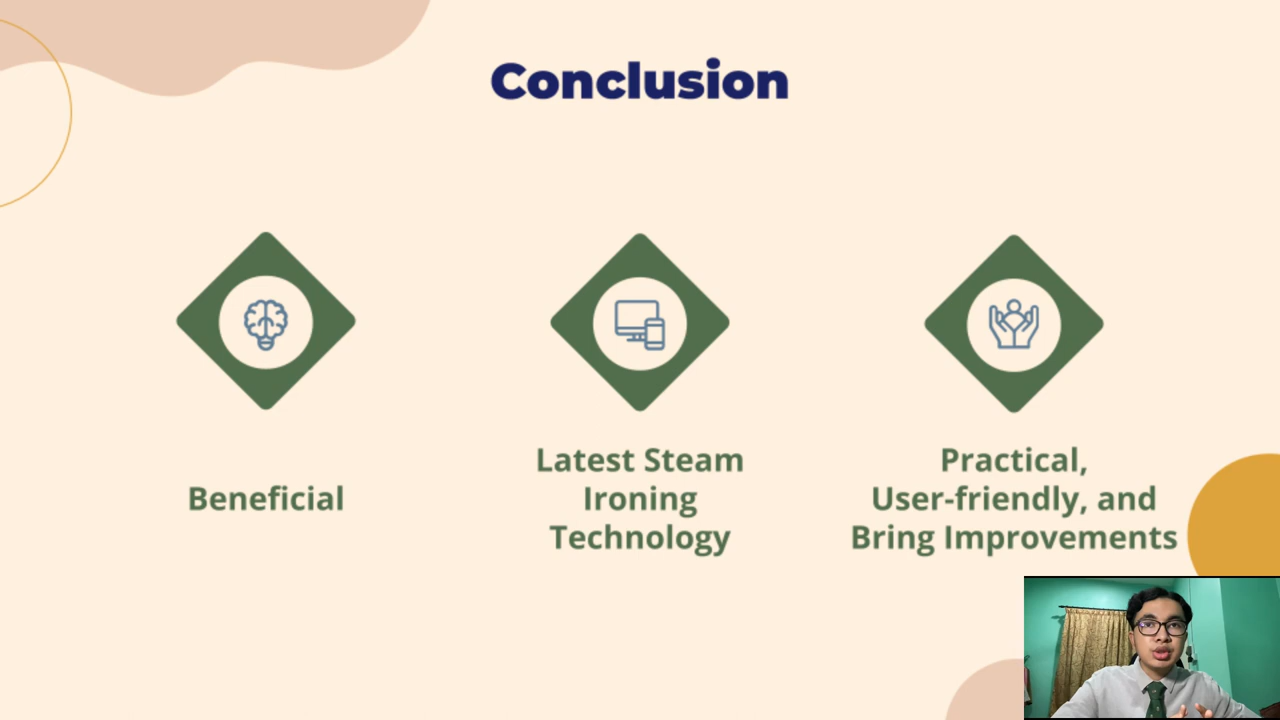 Conclusion
Beneficial
Latest Steam
Ironing
Technology
Practical,
User-friendly, and
Bring Improvements